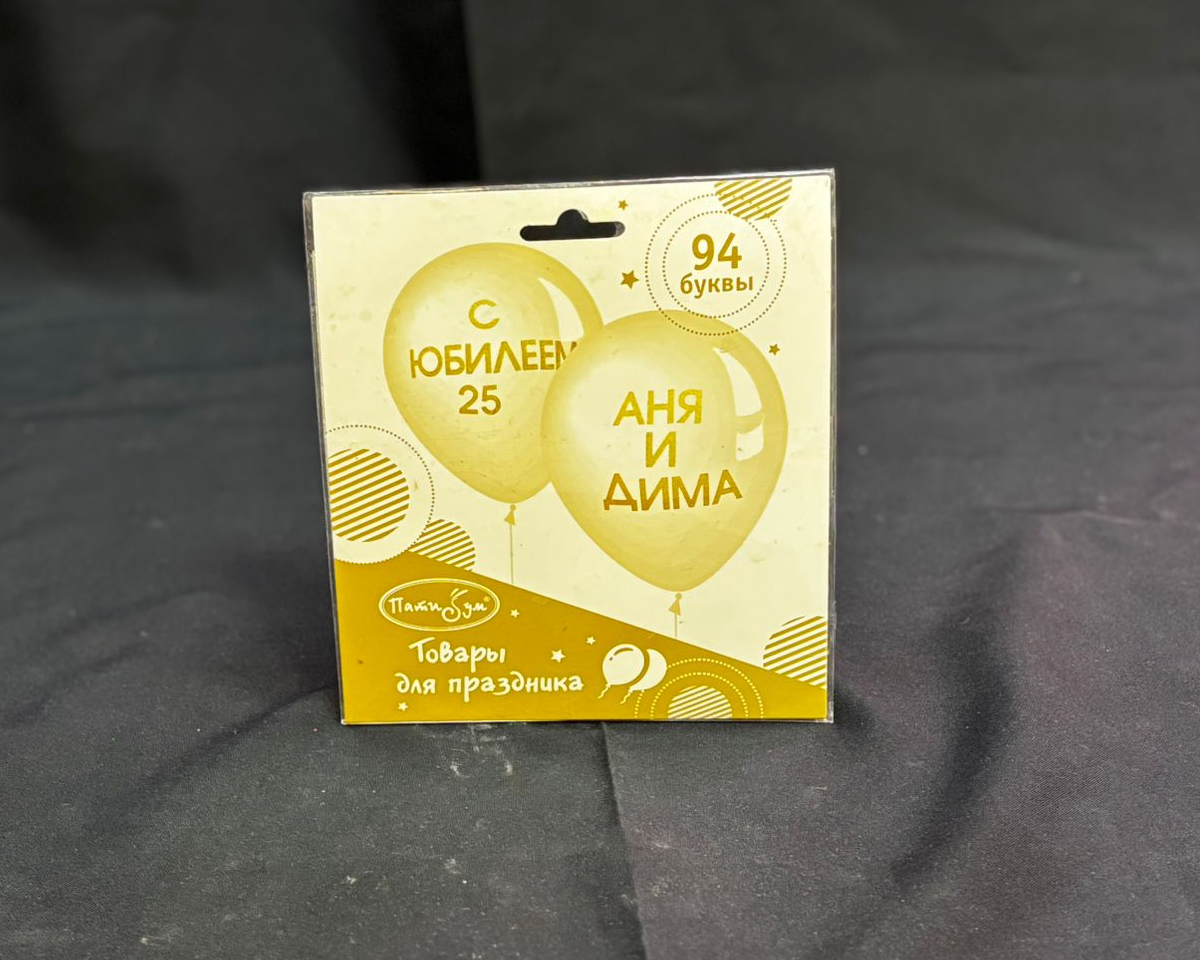 94
буквы
С
ЮБИЛЕЕМ
25
АНЯ
И
ДИМА
ПатиБум®
Товары
для праздника